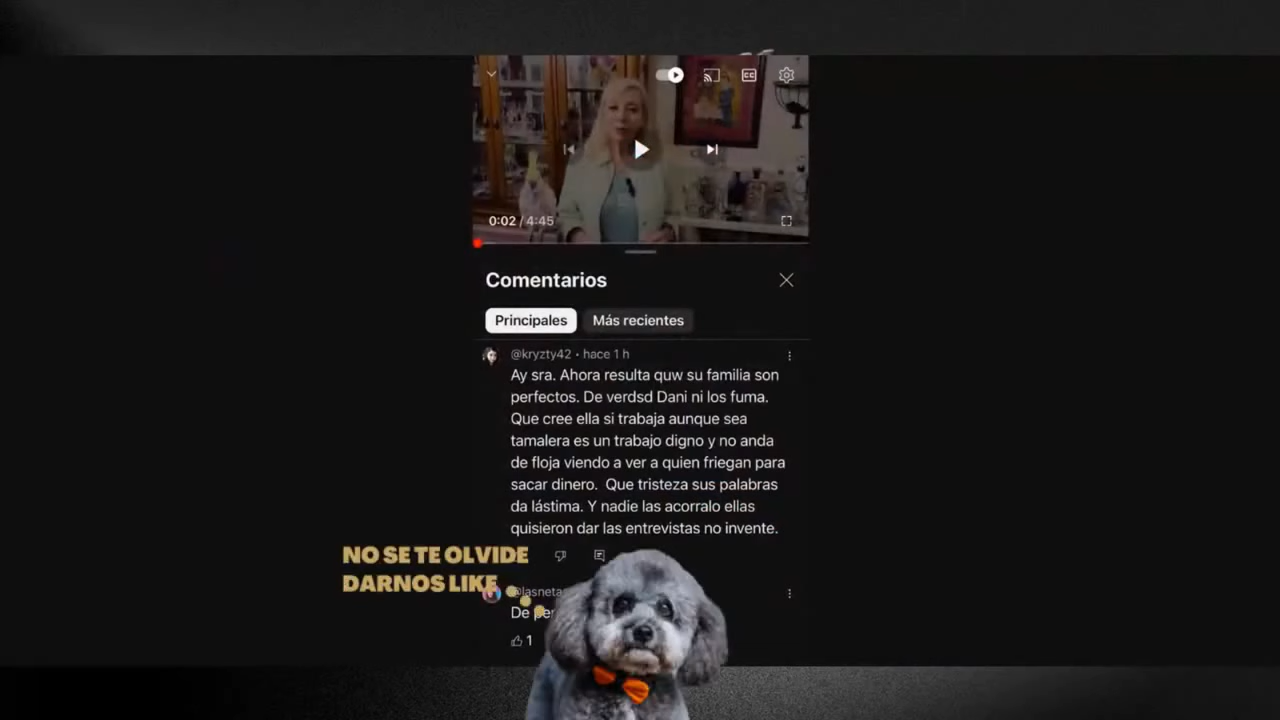 CC
0:02 / 4:45
Comentarios
Principales
Más recientes
@kryzty42 • hace 1 h
Ay sra. Ahora resulta quw su familia son
perfectos. De verdsd Dani ni los fuma.
Que cree ella si trabaja aunque sea
tamalera es un trabajo digno y no anda
de floja viendo a ver a quien friegan para
sacar dinero. Que tristeza sus palabras
da lástima. Y nadie las acorralo ellas
quisieron dar las entrevistas no invente.
NO SE TE OLVIDE
DARNOS LIKE
De
1